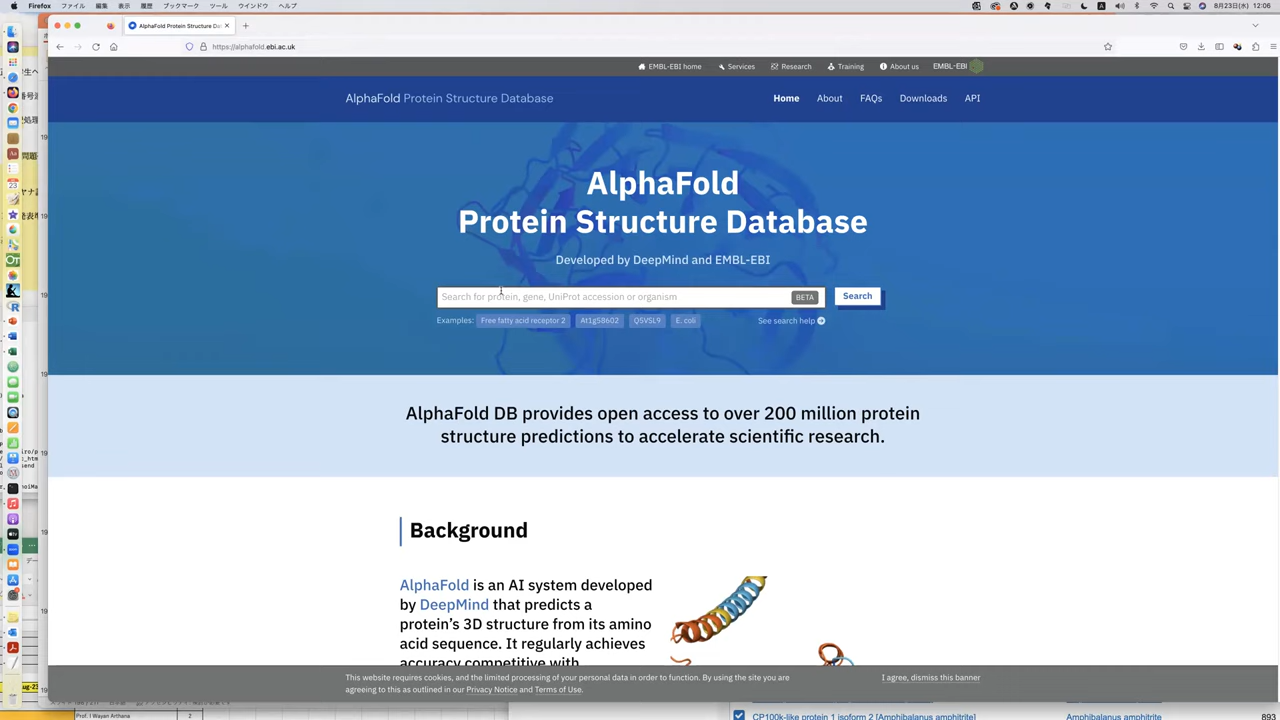 Firefox ファイル 編集 表示 履歴 ブックマーク ツール ウインドウ ヘルプ
8月23日(水) 12:06
AlphaFold Protein Structure Da
https://alphafold.ebi.ac.uk
EMBL-EBI home Services Research Training About us EMBL-EBI
AlphaFold Protein Structure Database
Home About FAQs Downloads API
AlphaFold
Protein Structure Database
Developed by DeepMind and EMBL-EBI
Search for protein, gene, UniProt accession or organism BETA Search
Examples: Free fatty acid receptor 2 At1g58602 Q5VSL9 E. coli See search help
AlphaFold DB provides open access to over 200 million protein
structure predictions to accelerate scientific research.
Background
AlphaFold is an AI system developed
by DeepMind that predicts a
protein's 3D structure from its amino
acid sequence. It regularly achieves
accuracy competitive with
This website requires cookies, and the limited processing of your personal data in order to function. By using the site you are
agreeing to this as outlined in our Privacy Notice and Terms of Use.
I agree, dismiss this banner
Prof. I Wayan Arthana 2
CP100k-like protein 1 isoform 2 [Amphibalanus amphitrite] Amphibalanus amphitrite 893